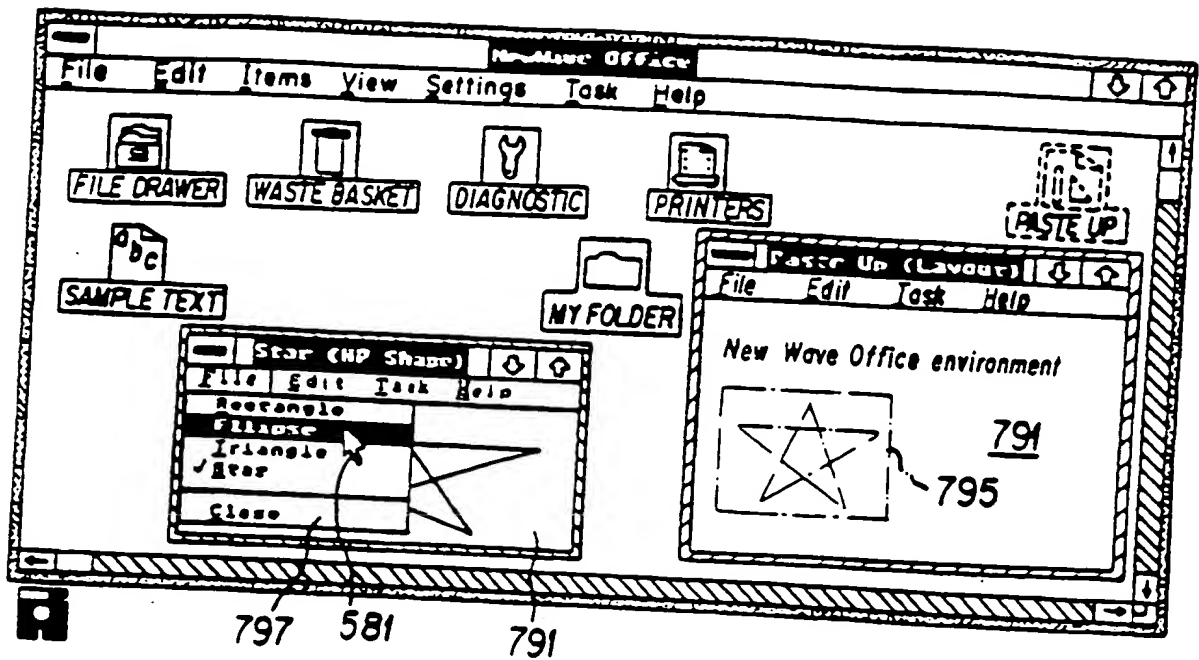 NewWave Office
File Edit Items View Settings Task Help
FILE DRAWER
WASTE BASKET
DIAGNOSTIC
PRINTERS
PASTE UP
abc
SAMPLE TEXT
MY FOLDER
Paste Up (Layout)
File Edit Task Help
New Wave Office environment
791
795
Star (HP Shape)
File Edit Task Help
Rectangle
Ellipse
Triangle
✓ Star
Close
797
581
791